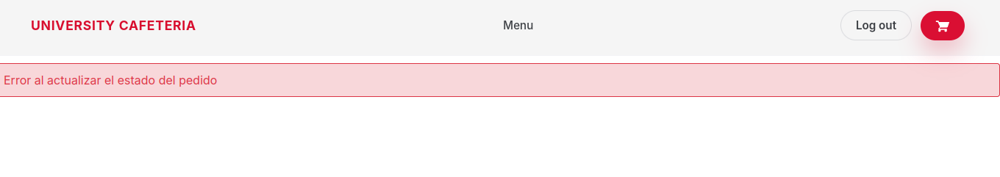 UNIVERSITY CAFETERIA
Menu
Log out
Error al actualizar el estado del pedido